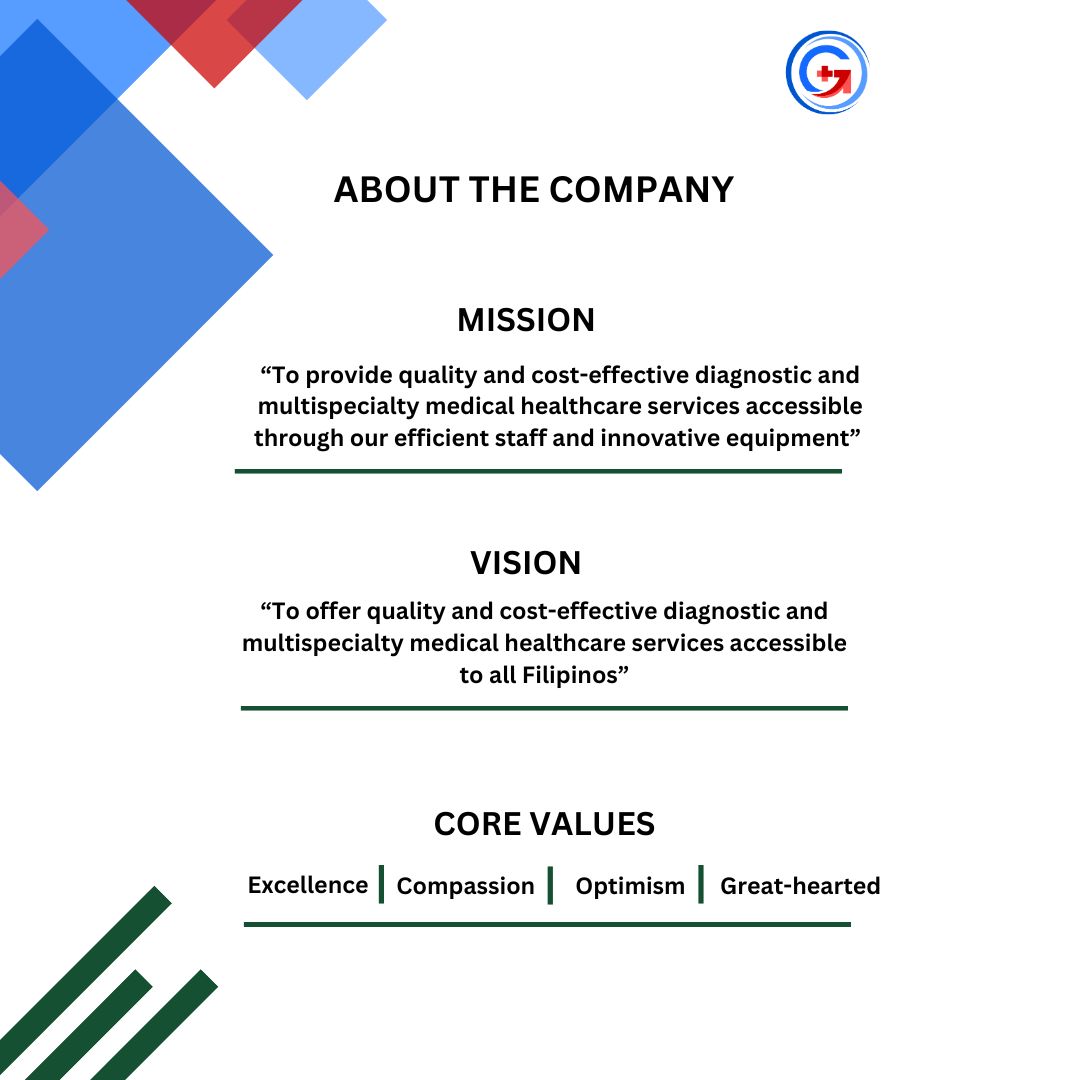 ABOUT THE COMPANY
MISSION
“To provide quality and cost-effective diagnostic and
multispecialty medical healthcare services accessible
through our efficient staff and innovative equipment”
VISION
“To offer quality and cost-effective diagnostic and
multispecialty medical healthcare services accessible
to all Filipinos”
CORE VALUES
Excellence Compassion Optimism Great-hearted